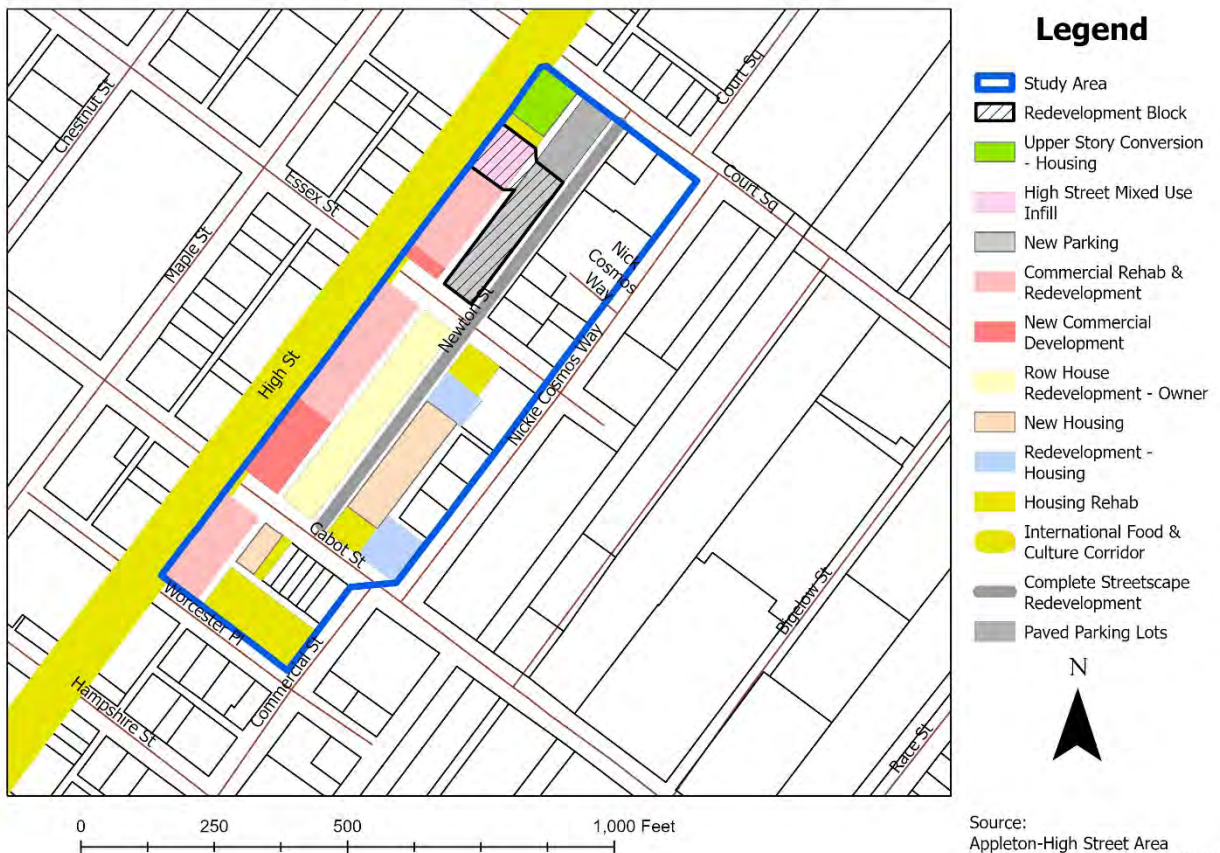 Legend
Study Area
Redevelopment Block
Upper Story Conversion
- Housing
High Street Mixed Use
Infill
New Parking
Commercial Rehab &
Redevelopment
New Commercial
Development
Row House
Redevelopment - Owner
New Housing
Redevelopment -
Housing
Housing Rehab
International Food &
Culture Corridor
Complete Streetscape
Redevelopment
Paved Parking Lots
N
Source:
Appleton-High Street Area
Chestnut St
Court Sq
Essex St
Court Sq
Maple St
Nick
Cosmos
Way
Newton St
High St
Nickie Cosmos Way
Cabot St
Worcester Pl
Bigelow St
Commercial St
Hampshire St
Race St
0 250 500 1,000 Feet